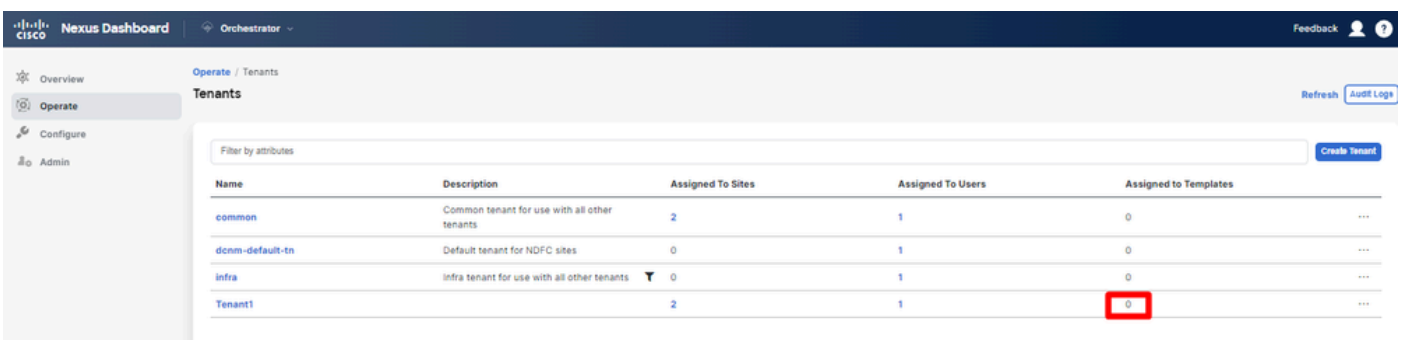 cisco Nexus Dashboard Orchestrator Feedback ?
Overview
Operate
Configure
Admin
Operate / Tenants
Tenants
Refresh Audit Logs
Filter by attributes Create Tenant
Name Description Assigned To Sites Assigned To Users Assigned to Templates
common Common tenant for use with all other 2 1 0 ...
tenants
dcnm-default-tn Default tenant for NDFC sites 0 1 0 ...
infra Infra tenant for use with all other tenants 0 1 0 ...
Tenant1 2 1 0 ...